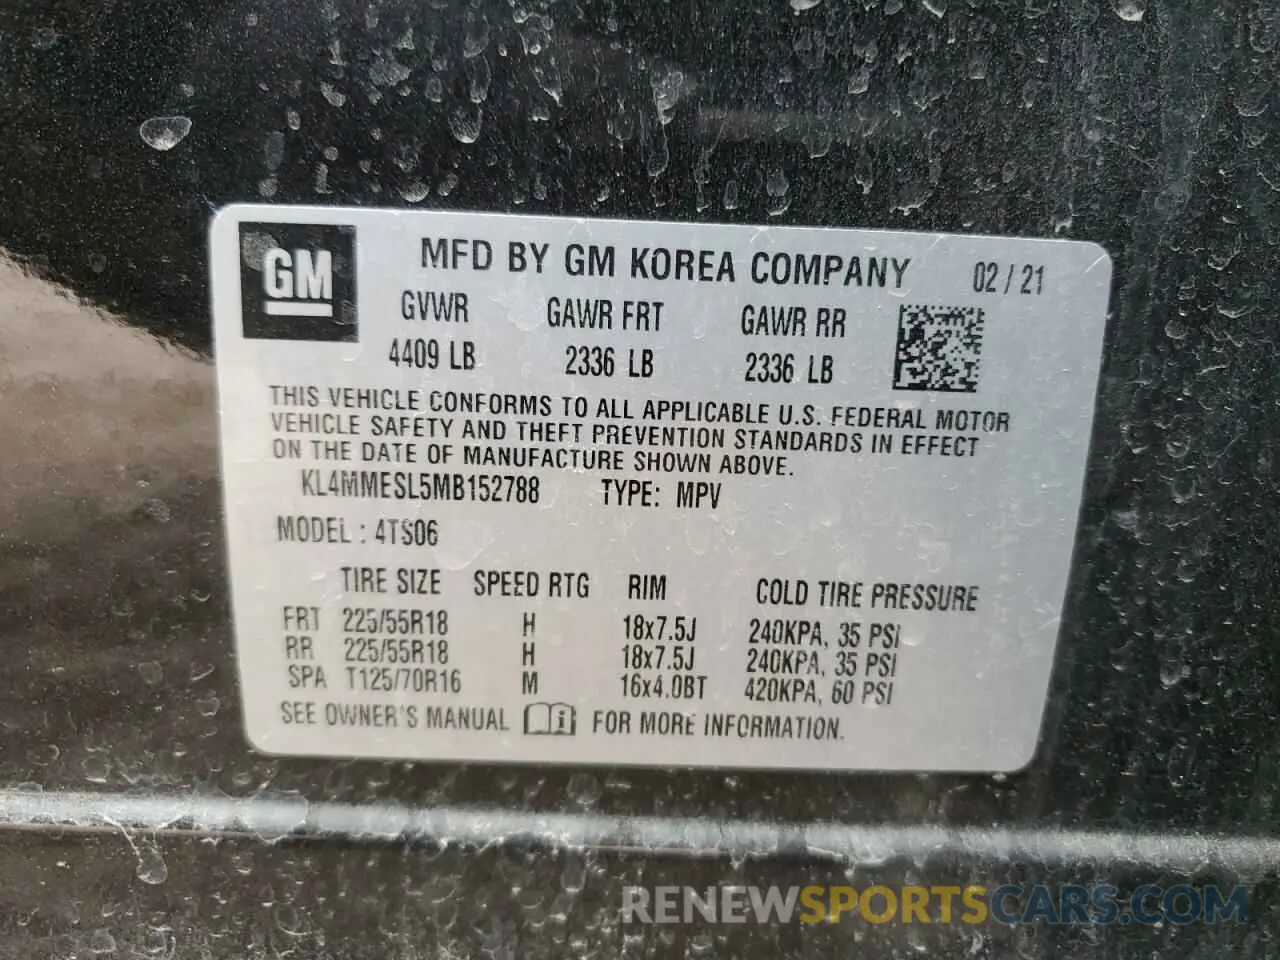 GM
MFD BY GM KOREA COMPANY 02/21
GVWR GAWR FRT GAWR RR
4409 LB 2336 LB 2336 LB
THIS VEHICLE CONFORMS TO ALL APPLICABLE U.S. FEDERAL MOTOR
VEHICLE SAFETY AND THEFT PREVENTION STANDARDS IN EFFECT
ON THE DATE OF MANUFACTURE SHOWN ABOVE.
KL4MMESL5MB152788 TYPE: MPV
MODEL: 4TS06
TIRE SIZE SPEED RTG RIM COLD TIRE PRESSURE
FRT 225/55R18 H 18x7.5J 240KPA, 35 PSI
RR 225/55R18 H 18x7.5J 240KPA, 35 PSI
SPA T125/70R16 M 16x4.0BT 420KPA, 60 PSI
SEE OWNER'S MANUAL i FOR MORE INFORMATION.
RENEWSPORTSCARS.COM